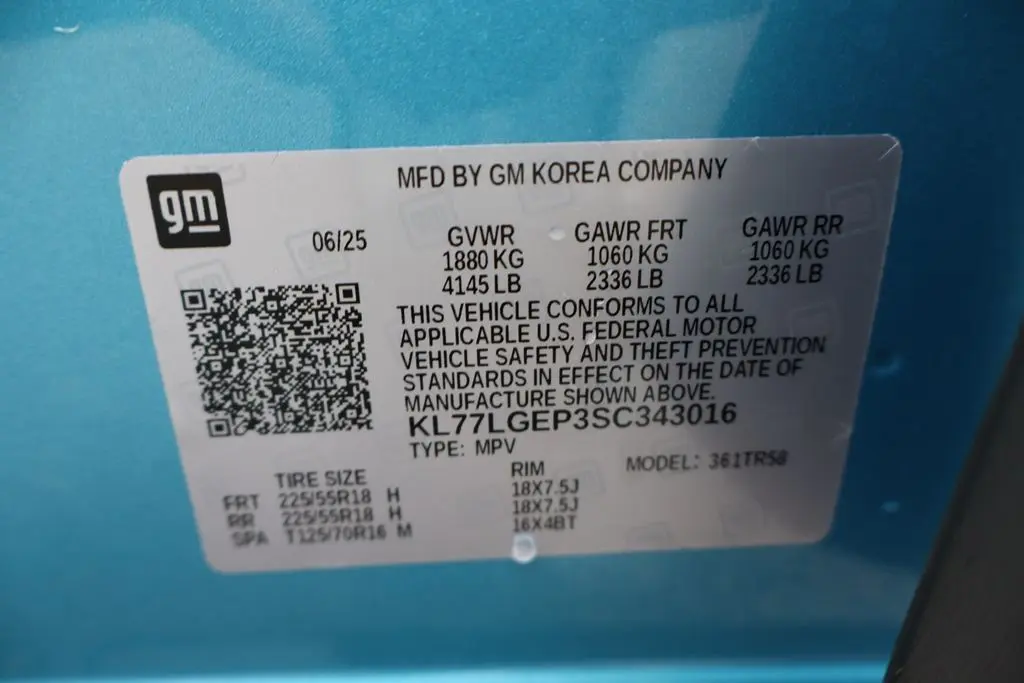 gm
MFD BY GM KOREA COMPANY
06/25
GVWR GAWR FRT GAWR RR
1880 KG 1060 KG 1060 KG
4145 LB 2336 LB 2336 LB
THIS VEHICLE CONFORMS TO ALL
APPLICABLE U.S. FEDERAL MOTOR
VEHICLE SAFETY AND THEFT PREVENTION
STANDARDS IN EFFECT ON THE DATE OF
MANUFACTURE SHOWN ABOVE.
KL77LGEP3SC343016
TYPE: MPV MODEL: 361TR58
TIRE SIZE RIM
FRT 225/55R18 H 18X7.5J
RR 225/55R18 H 18X7.5J
SPA T125/70R16 M 16X4BT